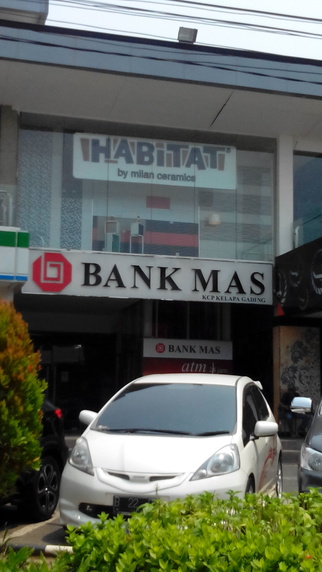 HABiTAT
by milan ceramics
BANK MAS
KCP KELAPA GADING
BANK MAS
atm